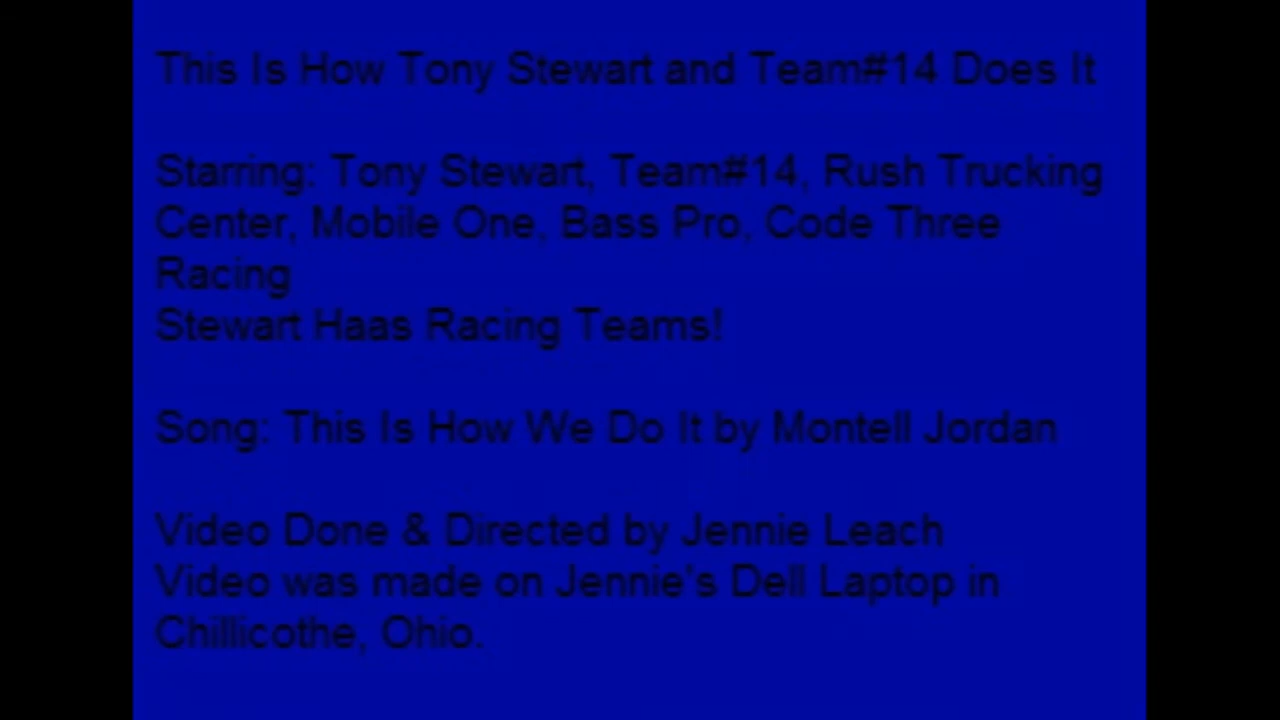 This Is How Tony Stewart and Team#14 Does It
Starring: Tony Stewart, Team#14, Rush Trucking
Center, Mobile One, Bass Pro, Code Three
Racing
Stewart Haas Racing Teams!
Song: This Is How We Do It by Montell Jordan
Video Done & Directed by Jennie Leach
Video was made on Jennie's Dell Laptop in
Chillicothe, Ohio.